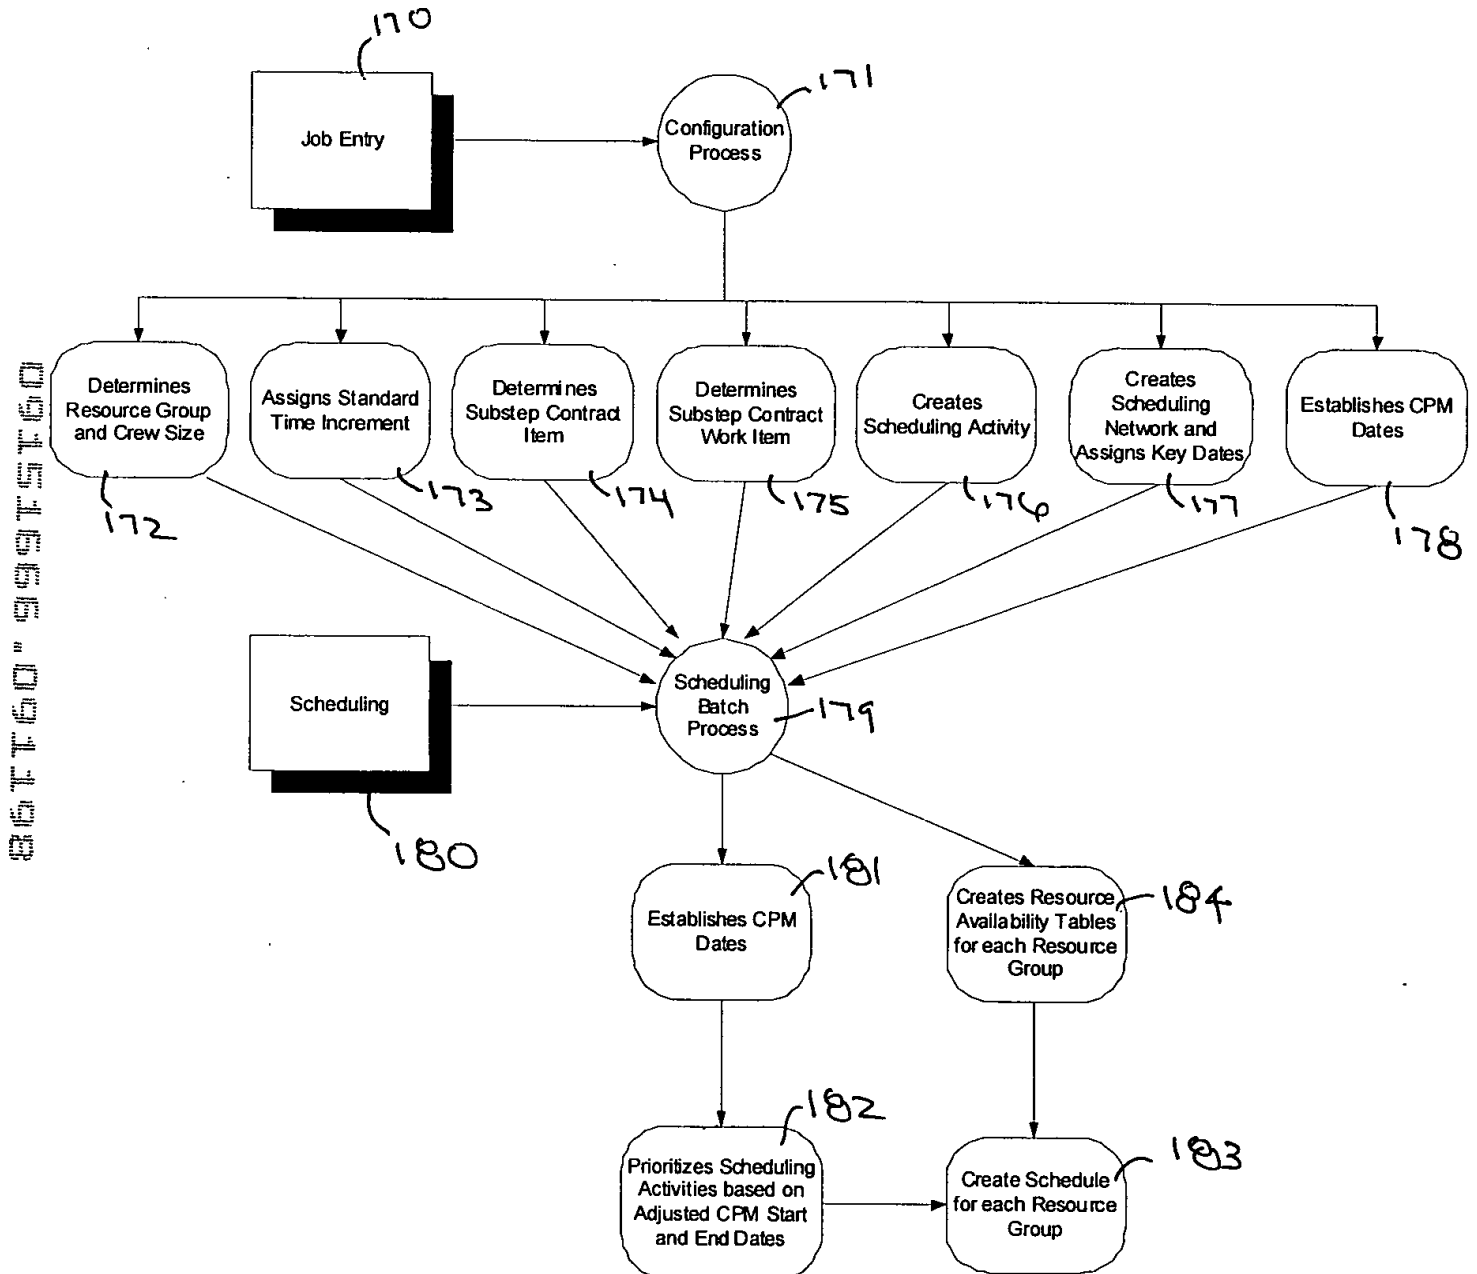 170
171
Job Entry
Configuration
Process
Determines
Resource Group
and Crew Size
Assigns Standard
Time Increment
Determines
Substep Contract
Item
Determines
Substep Contract
Work Item
Creates
Scheduling Activity
Creates
Scheduling
Network and
Assigns Key Dates
Establishes CPM
Dates
172
173
174
175
176
177
178
09151965.091198
Scheduling
Scheduling
Batch
Process
179
180
181
Establishes CPM
Dates
Creates Resource
Availability Tables
for each Resource
Group
184
182
Prioritizes Scheduling
Activities based on
Adjusted CPM Start
and End Dates
183
Create Schedule
for each Resource
Group